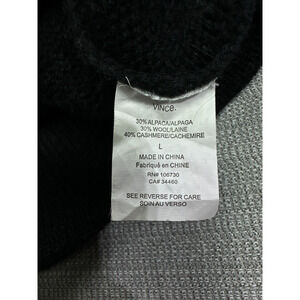 VINCE.
30% ALPACA/ALPAGA
30% WOOL/LAINE
40% CASHMERE/CACHEMIRE
L
MADE IN CHINA
Fabriqué en CHINE
RN# 106730
CA# 34460
SEE REVERSE FOR CARE
SOIN AU VERSO